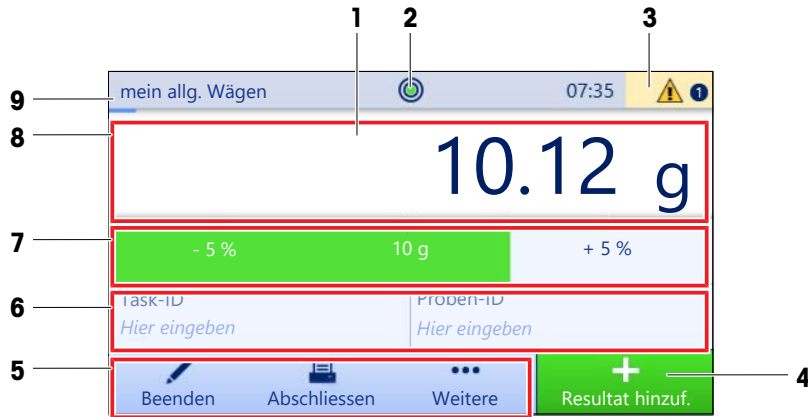 1 2 3
mein allg. Wägen 07:35 1
9
8
10.12 g
7
- 5 % 10 g + 5 %
Task-ID Proben-ID
6
Hier eingeben Hier eingeben
5
4
Beenden Abschliessen Weitere Resultat hinzuf.